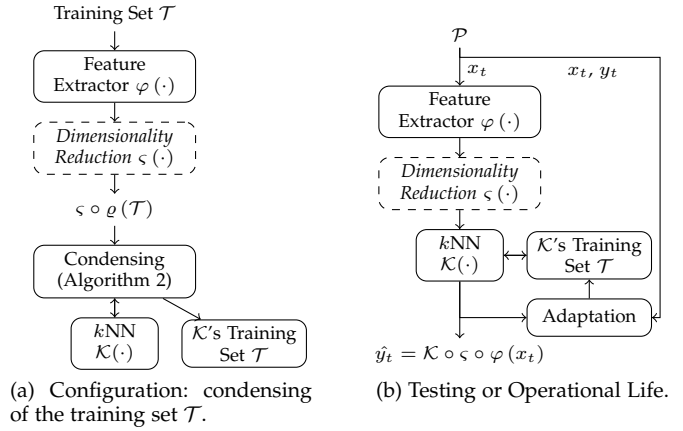 Training Set 𝒯
Feature
Extractor φ (·)
Dimensionality
Reduction ς (·)
ς ∘ ϱ (𝒯)
Condensing
(Algorithm 2)
kNN
𝒦(·)
𝒦's Training
Set 𝒯
(a) Configuration: condensing
of the training set 𝒯.
𝒫
x_t
x_t, y_t
Feature
Extractor φ (·)
Dimensionality
Reduction ς (·)
kNN
𝒦(·)
𝒦's Training
Set 𝒯
Adaptation
ŷ_t = 𝒦 ∘ ς ∘ φ (x_t)
(b) Testing or Operational Life.